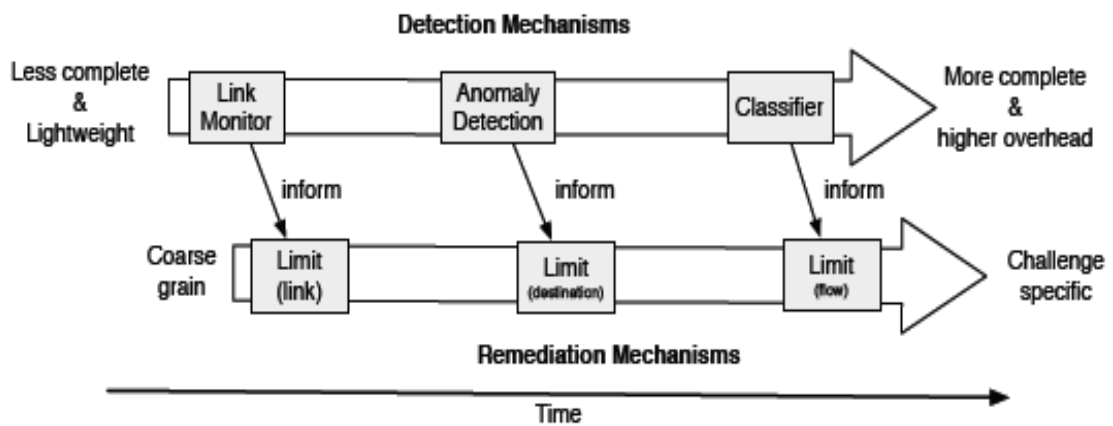 Detection Mechanisms
Less complete
&
Lightweight
Link
Monitor
Anomaly
Detection
Classifier
More complete
&
higher overhead
inform
inform
inform
Coarse
grain
Limit
(link)
Limit
(destination)
Limit
(flow)
Challenge
specific
Remediation Mechanisms
Time